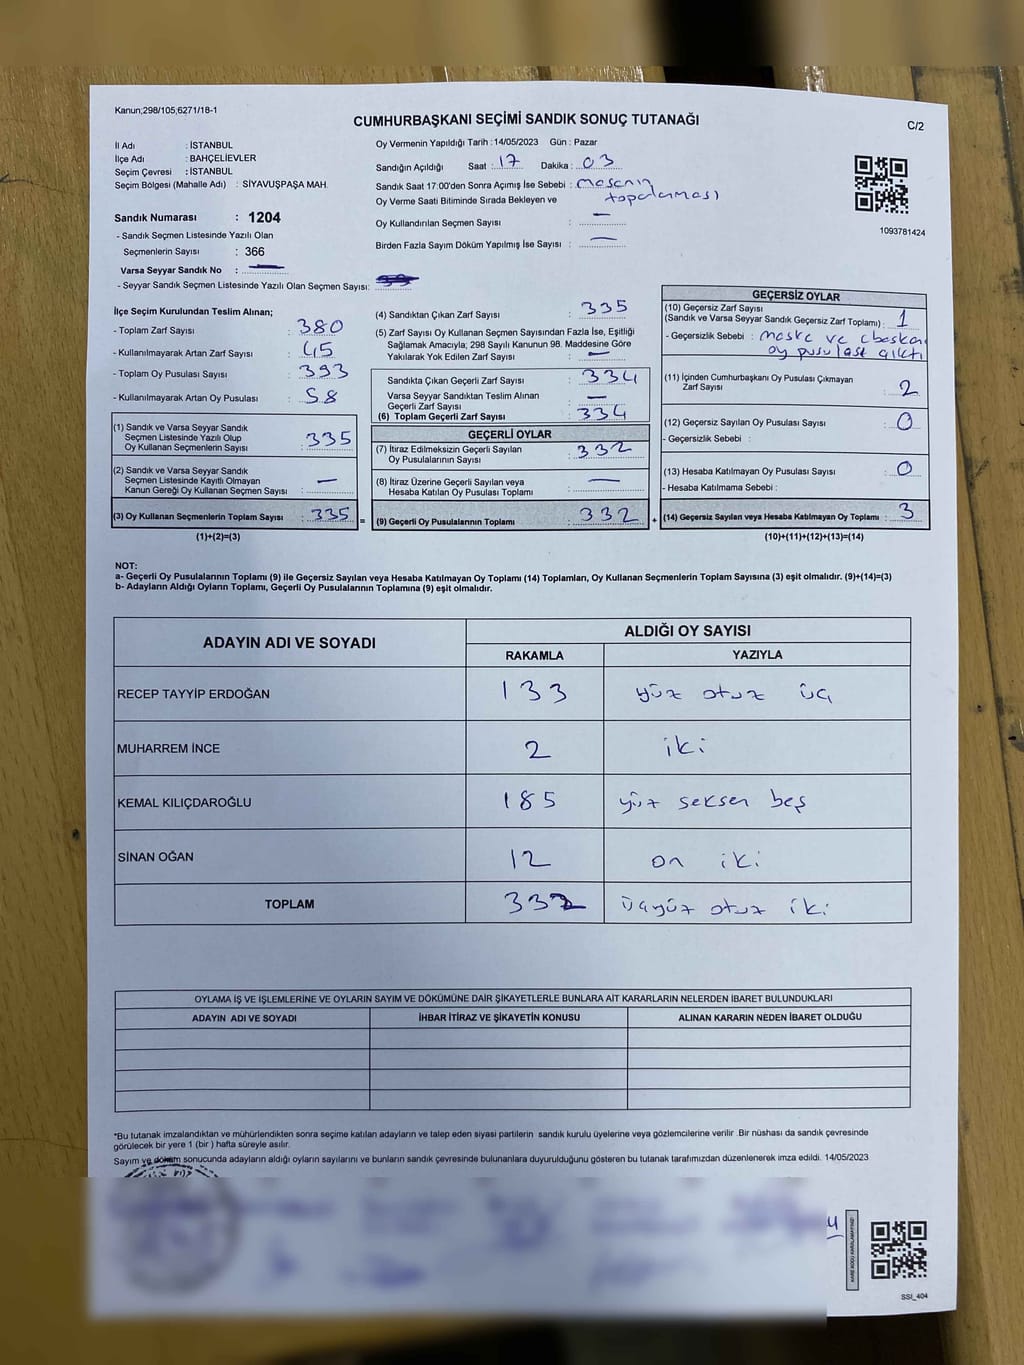 Kanun;298/105,6271/18-1
CUMHURBAŞKANI SEÇİMİ SANDIK SONUÇ TUTANAĞI
C/2
İl Adı : İSTANBUL
İlçe Adı : BAHÇELİEVLER
Seçim Çevresi : İSTANBUL
Seçim Bölgesi (Mahalle Adı) : SİYAVUŞPAŞA MAH.
Sandık Numarası : 1204
- Sandık Seçmen Listesinde Yazılı Olan
Seçmenlerin Sayısı : 366
Varsa Seyyar Sandık No : —
- Seyyar Sandık Seçmen Listesinde Yazılı Olan Seçmen Sayısı:
Oy Vermenin Yapıldığı Tarih :14/05/2023 Gün : Pazar
Sandığın Açıldığı Saat : 17 Dakika : 03
Sandık Saat 17:00'den Sonra Açımış İse Sebebi : masanın
Oy Verme Saati Bitiminde Sırada Bekleyen ve toparlanması
Oy Kullandırılan Seçmen Sayısı : —
Birden Fazla Sayım Döküm Yapılmış İse Sayısı : —
1093781424
İlçe Seçim Kurulundan Teslim Alınan;
- Toplam Zarf Sayısı : 380
- Kullanılmayarak Artan Zarf Sayısı : 45
- Toplam Oy Pusulası Sayısı : 393
- Kullanılmayarak Artan Oy Pusulası : 58
(1) Sandık ve Varsa Seyyar Sandık
Seçmen Listesinde Yazılı Olup
Oy Kullanan Seçmenlerin Sayısı : 335
(2) Sandık ve Varsa Seyyar Sandık
Seçmen Listesinde Kayıtlı Olmayan
Kanun Gereği Oy Kullanan Seçmen Sayısı : —
(3) Oy Kullanan Seçmenlerin Toplam Sayısı : 335
(1)+(2)=(3)
=
(4) Sandıktan Çıkan Zarf Sayısı : 335
(5) Zarf Sayısı Oy Kullanan Seçmen Sayısından Fazla İse, Eşitliği
Sağlamak Amacıyla; 298 Sayılı Kanunun 98. Maddesine Göre
Yakılarak Yok Edilen Zarf Sayısı : —
Sandıkta Çıkan Geçerli Zarf Sayısı : 334
Varsa Seyyar Sandıktan Teslim Alınan
Geçerli Zarf Sayısı : —
(6) Toplam Geçerli Zarf Sayısı : 334
GEÇERLİ OYLAR
(7) İtiraz Edilmeksizin Geçerli Sayılan
Oy Pusulalarının Sayısı : 332
(8) İtiraz Üzerine Geçerli Sayılan veya
Hesaba Katılan Oy Pusulası Toplamı : —
(9) Geçerli Oy Pusulalarının Toplamı : 332
+
GEÇERSİZ OYLAR
(10) Geçersiz Zarf Sayısı
(Sandık ve Varsa Seyyar Sandık Geçersiz Zarf Toplamı) : 1
- Geçersizlik Sebebi : maske ve
oy pusulası çıktı
(11) İçinden Cumhurbaşkanı Oy Pusulası Çıkmayan
Zarf Sayısı : 2
(12) Geçersiz Sayılan Oy Pusulası Sayısı : 0
- Geçersizlik Sebebi :
(13) Hesaba Katılmayan Oy Pusulası Sayısı : 0
- Hesaba Katılmama Sebebi :
(14) Geçersiz Sayılan veya Hesaba Katılmayan Oy Toplamı : 3
(10)+(11)+(12)+(13)=(14)
NOT:
a- Geçerli Oy Pusulalarının Toplamı (9) ile Geçersiz Sayılan veya Hesaba Katılmayan Oy Toplamı (14) Toplamları, Oy Kullanan Seçmenlerin Toplam Sayısına (3) eşit olmalıdır. (9)+(14)=(3)
b- Adayların Aldığı Oyların Toplamı, Geçerli Oy Pusulalarının Toplamına (9) eşit olmalıdır.
ADAYIN ADI VE SOYADI ALDIĞI OY SAYISI
RAKAMLA YAZIYLA
RECEP TAYYİP ERDOĞAN 133 yüz otuz üç
MUHARREM İNCE 2 iki
KEMAL KILIÇDAROĞLU 185 yüz seksen beş
SİNAN OĞAN 12 on iki
TOPLAM 332 üçyüz otuz iki
OYLAMA İŞ VE İŞLEMLERİNE VE OYLARIN SAYIM VE DÖKÜMÜNE DAİR ŞİKAYETLERLE BUNLARA AİT KARARLARIN NELERDEN İBARET BULUNDUKLARI
ADAYIN ADI VE SOYADI İHBAR İTİRAZ VE ŞİKAYETİN KONUSU ALINAN KARARIN NEDEN İBARET OLDUĞU
*Bu tutanak imzalandıktan ve mühürlendikten sonra seçime katılan adayların ve talep eden siyasi partilerin sandık kurulu üyelerine veya gözlemcilerine verilir .Bir nüshası da sandık çevresinde
görülecek bir yere 1 (bir ) hafta süreyle asılır.
Sayım ve döküm sonucunda adayların aldığı oyların sayılarını ve bunların sandık çevresinde bulunanlara duyurulduğunu gösteren bu tutanak tarafımızdan düzenlenerek imza edildi. 14/05/2023
SSI_404